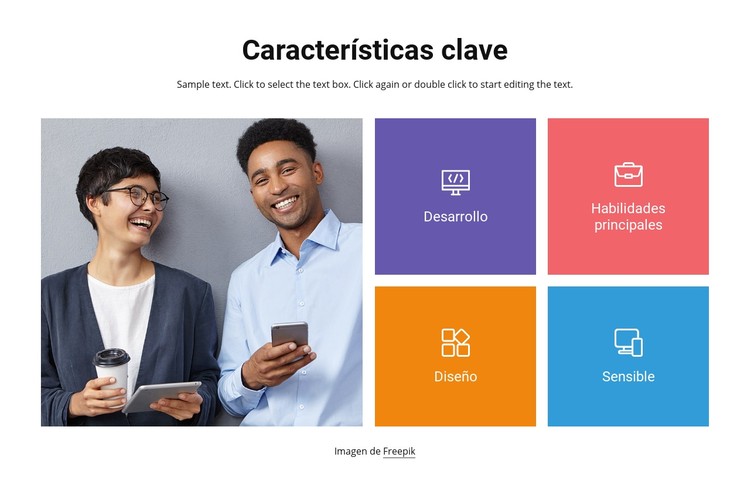 Características clave
Sample text. Click to select the text box. Click again or double click to start editing the text.
Desarrollo
Habilidades
principales
Diseño
Sensible
Imagen de Freepik